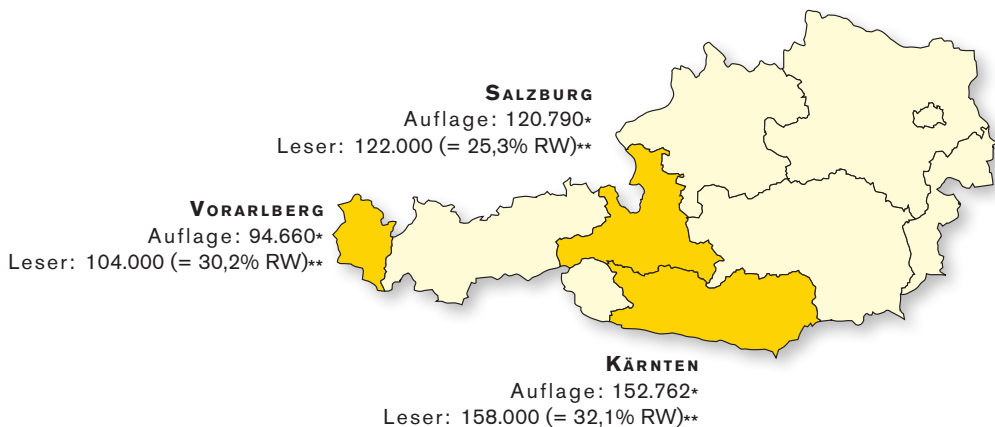 SALZBURG
Auflage: 120.790*
Leser: 122.000 (= 25,3% RW)**
VORARLBERG
Auflage: 94.660*
Leser: 104.000 (= 30,2% RW)**
KÄRNTEN
Auflage: 152.762*
Leser: 158.000 (= 32,1% RW)**